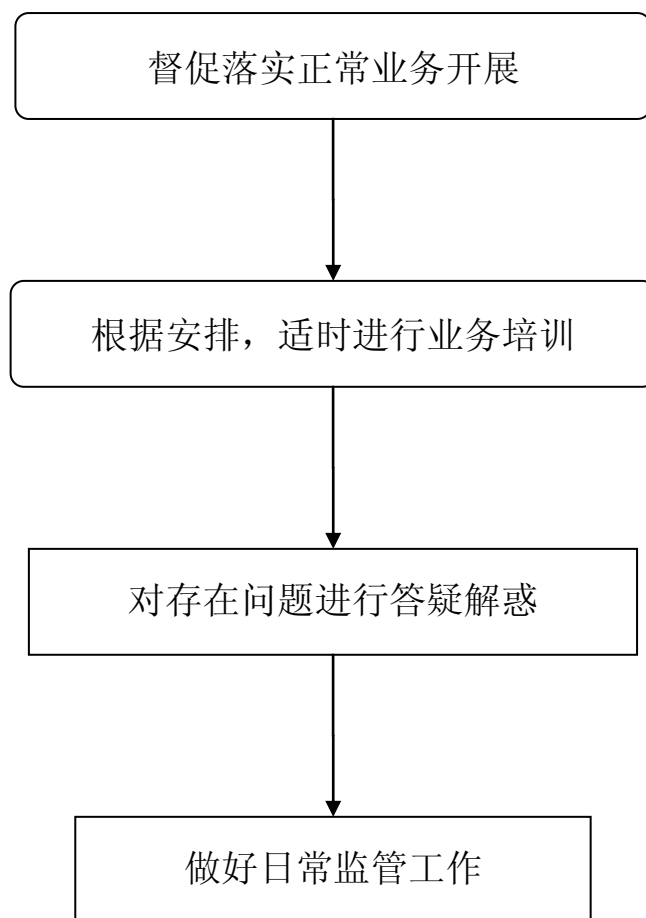 督促落实正常业务开展
根据安排，适时进行业务培训
对存在问题进行答疑解惑
做好日常监管工作